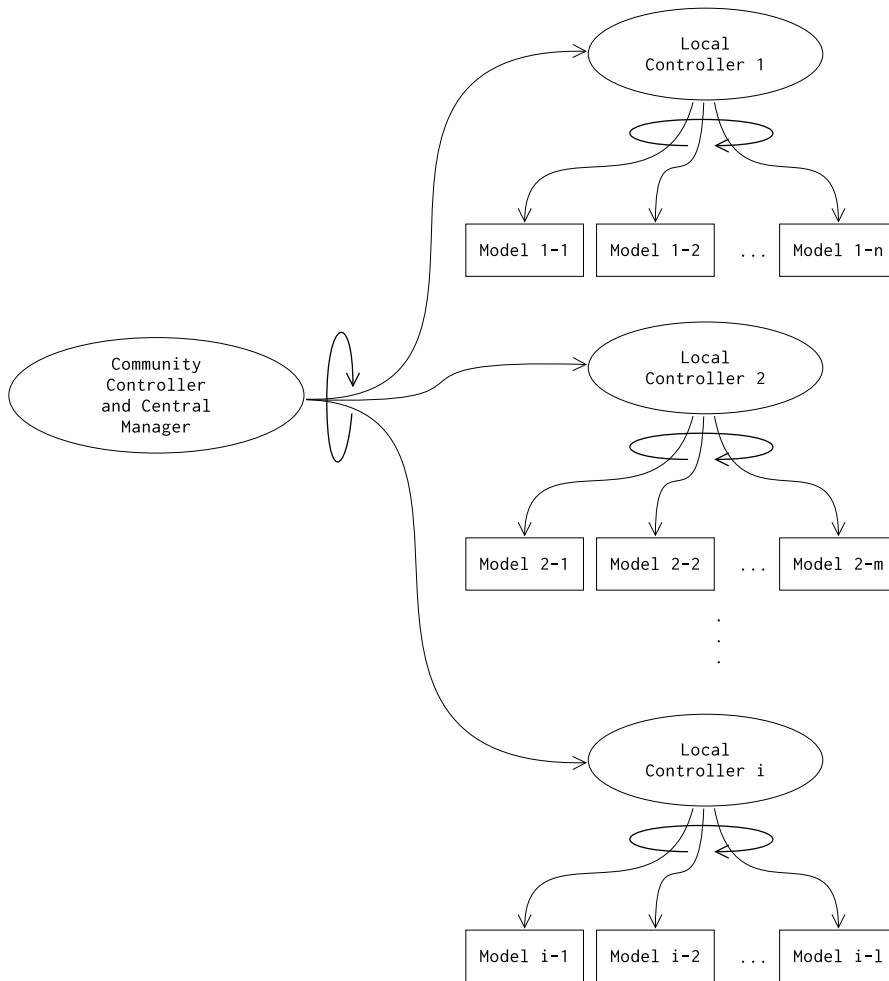 Local
Controller 1
Model 1-1
Model 1-2
...
Model 1-n
Community
Controller
and Central
Manager
Local
Controller 2
Model 2-1
Model 2-2
...
Model 2-m
.
.
.
Local
Controller i
Model i-1
Model i-2
...
Model i-l